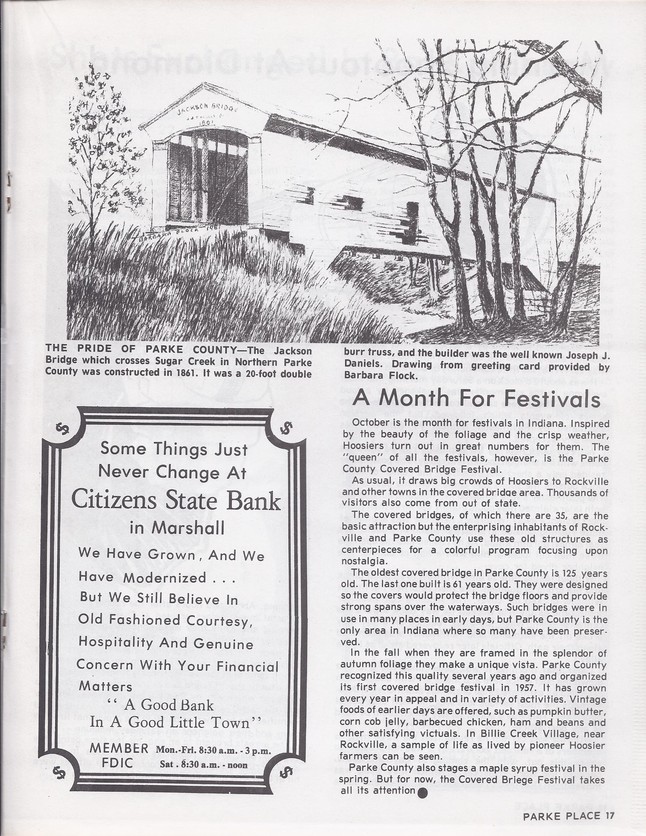 JACKSON BRIDGE
1861
THE PRIDE OF PARKE COUNTY—The Jackson
Bridge which crosses Sugar Creek in Northern Parke
County was constructed in 1861. It was a 20-foot double
burr truss, and the builder was the well known Joseph J.
Daniels. Drawing from greeting card provided by
Barbara Flock.
Some Things Just
Never Change At
Citizens State Bank
in Marshall
We Have Grown, And We
Have Modernized . . .
But We Still Believe In
Old Fashioned Courtesy,
Hospitality And Genuine
Concern With Your Financial
Matters
“ A Good Bank
In A Good Little Town”
MEMBER Mon.-Fri. 8:30 a.m. - 3 p.m.
FDIC Sat. 8:30 a.m. - noon
A Month For Festivals
October is the month for festivals in Indiana. Inspired
by the beauty of the foliage and the crisp weather,
Hoosiers turn out in great numbers for them. The
"queen" of all the festivals, however, is the Parke
County Covered Bridge Festival.
As usual, it draws big crowds of Hoosiers to Rockville
and other towns in the covered bridge area. Thousands of
visitors also come from out of state.
The covered bridges, of which there are 35, are the
basic attraction but the enterprising inhabitants of Rock-
ville and Parke County use these old structures as
centerpieces for a colorful program focusing upon
nostalgia.
The oldest covered bridge in Parke County is 125 years
old. The last one built is 61 years old. They were designed
so the covers would protect the bridge floors and provide
strong spans over the waterways. Such bridges were in
use in many places in early days, but Parke County is the
only area in Indiana where so many have been preser-
ved.
In the fall when they are framed in the splendor of
autumn foliage they make a unique vista. Parke County
recognized this quality several years ago and organized
its first covered bridge festival in 1957. It has grown
every year in appeal and in variety of activities. Vintage
foods of earlier days are offered, such as pumpkin butter,
corn cob jelly, barbecued chicken, ham and beans and
other satisfying victuals. In Billie Creek Village, near
Rockville, a sample of life as lived by pioneer Hoosier
farmers can be seen.
Parke County also stages a maple syrup festival in the
spring. But for now, the Covered Briege Festival takes
all its attention
PARKE PLACE 17